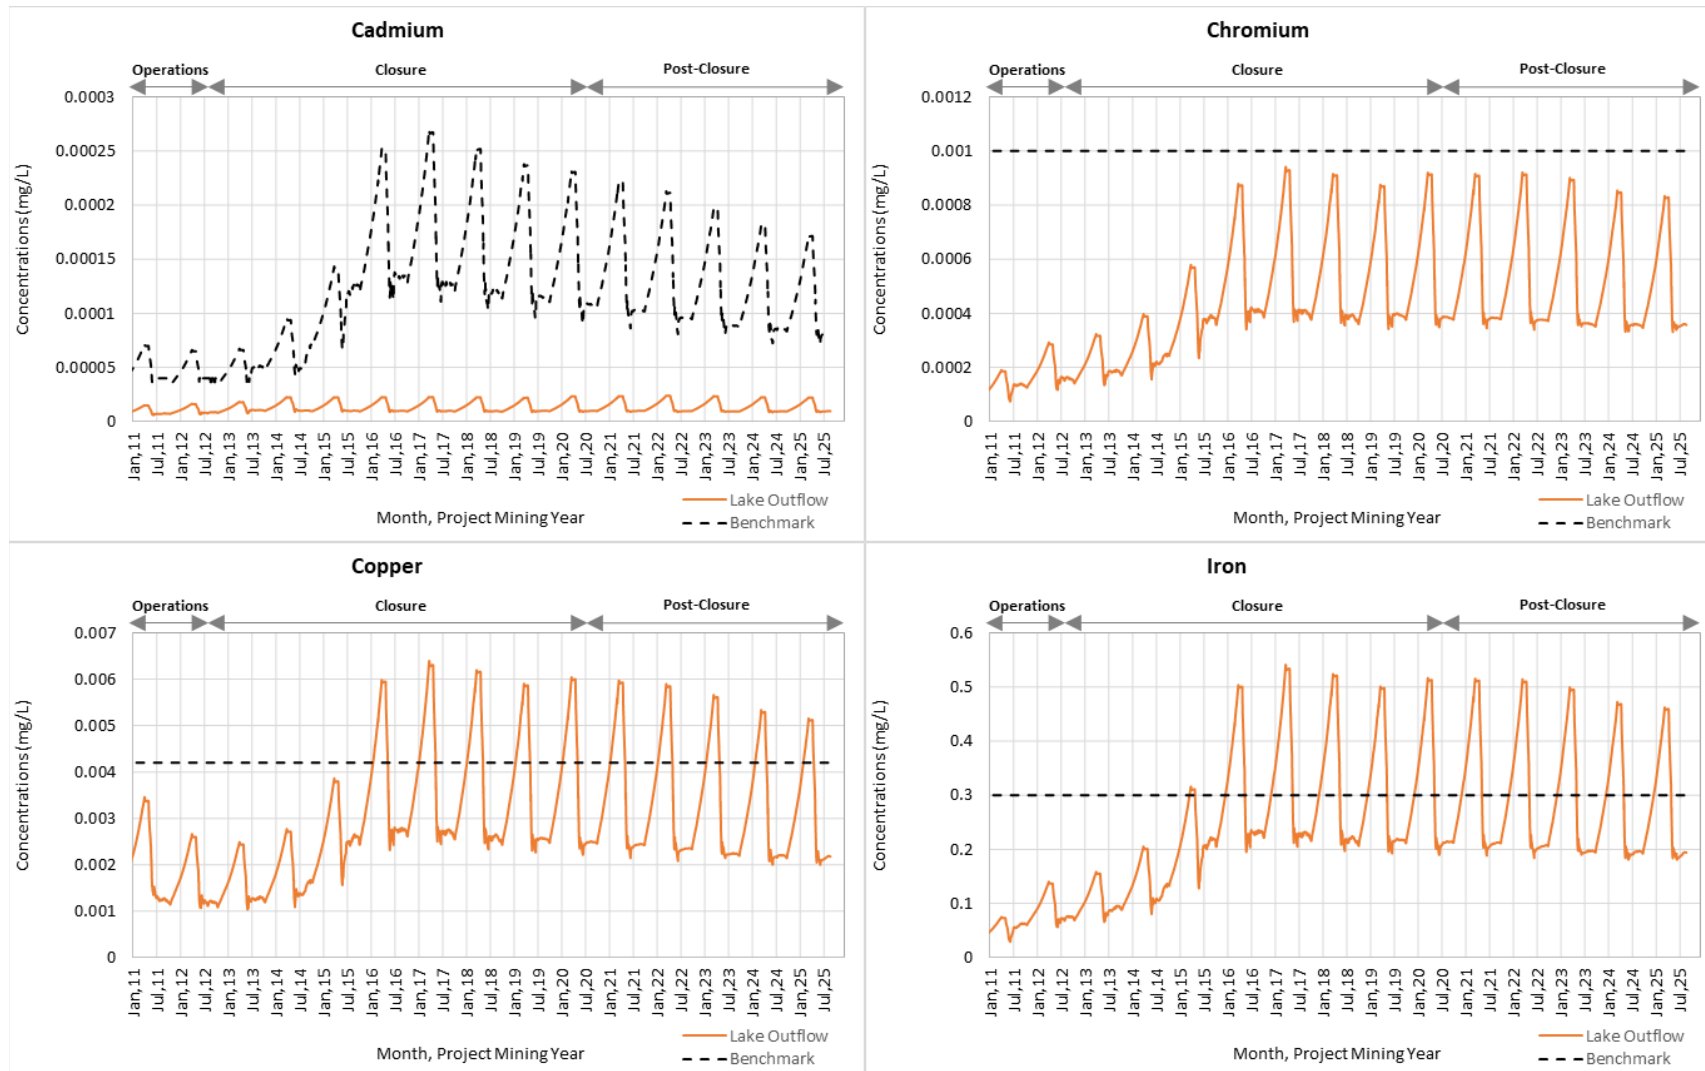 Cadmium
Operations Closure Post-Closure
Concentrations (mg/L)
0.0003
0.00025
0.0002
0.00015
0.0001
0.00005
0
Jan,11 Jul,11 Jan,12 Jul,12 Jan,13 Jul,13 Jan,14 Jul,14 Jan,15 Jul,15 Jan,16 Jul,16 Jan,17 Jul,17 Jan,18 Jul,18 Jan,19 Jul,19 Jan,20 Jul,20 Jan,21 Jul,21 Jan,22 Jul,22 Jan,23 Jul,23 Jan,24 Jul,24 Jan,25 Jul,25
Lake Outflow
Month, Project Mining Year
Benchmark
Chromium
Operations Closure Post-Closure
Concentrations (mg/L)
0.0012
0.001
0.0008
0.0006
0.0004
0.0002
0
Jan,11 Jul,11 Jan,12 Jul,12 Jan,13 Jul,13 Jan,14 Jul,14 Jan,15 Jul,15 Jan,16 Jul,16 Jan,17 Jul,17 Jan,18 Jul,18 Jan,19 Jul,19 Jan,20 Jul,20 Jan,21 Jul,21 Jan,22 Jul,22 Jan,23 Jul,23 Jan,24 Jul,24 Jan,25 Jul,25
Lake Outflow
Month, Project Mining Year
Benchmark
Copper
Operations Closure Post-Closure
Concentrations (mg/L)
0.007
0.006
0.005
0.004
0.003
0.002
0.001
0
Jan,11 Jul,11 Jan,12 Jul,12 Jan,13 Jul,13 Jan,14 Jul,14 Jan,15 Jul,15 Jan,16 Jul,16 Jan,17 Jul,17 Jan,18 Jul,18 Jan,19 Jul,19 Jan,20 Jul,20 Jan,21 Jul,21 Jan,22 Jul,22 Jan,23 Jul,23 Jan,24 Jul,24 Jan,25 Jul,25
Lake Outflow
Month, Project Mining Year
Benchmark
Iron
Operations Closure Post-Closure
Concentrations (mg/L)
0.6
0.5
0.4
0.3
0.2
0.1
0
Jan,11 Jul,11 Jan,12 Jul,12 Jan,13 Jul,13 Jan,14 Jul,14 Jan,15 Jul,15 Jan,16 Jul,16 Jan,17 Jul,17 Jan,18 Jul,18 Jan,19 Jul,19 Jan,20 Jul,20 Jan,21 Jul,21 Jan,22 Jul,22 Jan,23 Jul,23 Jan,24 Jul,24 Jan,25 Jul,25
Lake Outflow
Month, Project Mining Year
Benchmark